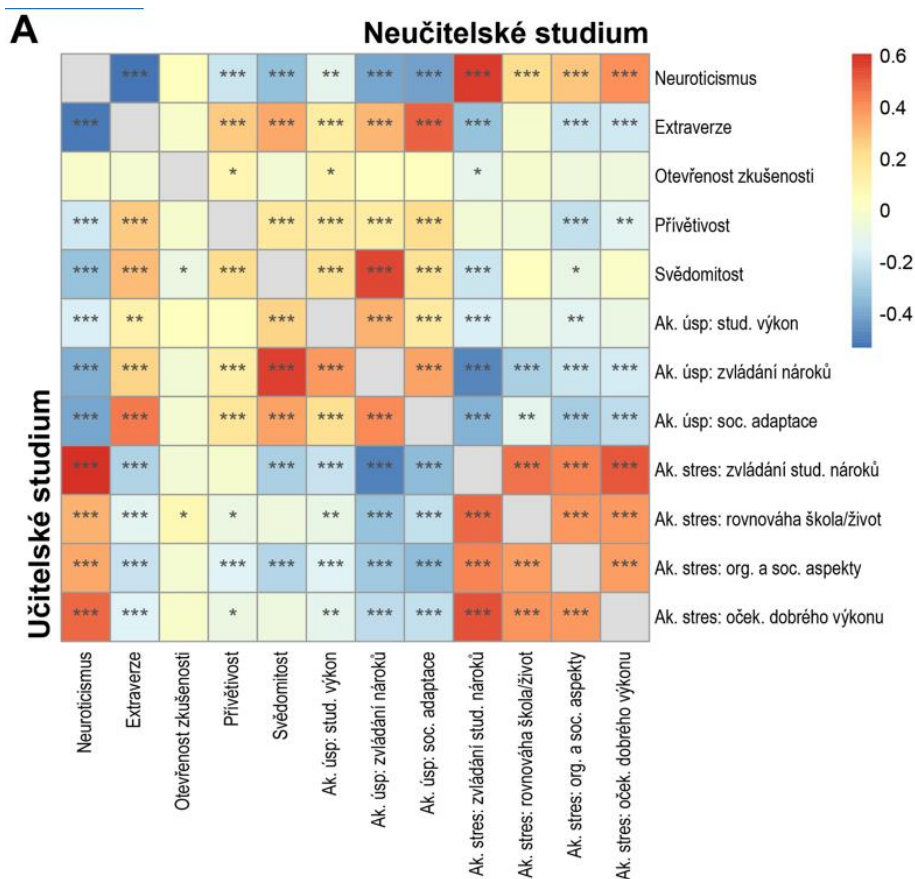 A
Neučitelské studium
Učitelské studium
*** *** *** ** *** *** *** *** *** *** Neuroticismus
*** *** *** *** *** *** *** *** *** Extraverze
* * * Otevřenost zkušenosti
*** *** *** *** *** *** *** ** Přívětivost
*** *** * *** *** *** *** *** * Svědomitost
*** ** *** *** *** *** ** Ak. úsp: stud. výkon
*** *** *** *** *** *** *** *** *** *** Ak. úsp: zvládání nároků
*** *** *** *** *** *** *** ** *** *** Ak. úsp: soc. adaptace
*** *** *** *** *** *** *** *** *** Ak. stres: zvládání stud. nároků
*** *** * * ** *** *** *** *** *** Ak. stres: rovnováha škola/život
*** *** *** *** *** *** *** *** *** *** Ak. stres: org. a soc. aspekty
*** *** * ** *** *** *** *** *** Ak. stres: oček. dobrého výkonu
0.6
0.4
0.2
0
-0.2
-0.4
Neuroticismus
Extraverze
Otevřenost zkušenosti
Přívětivost
Svědomitost
Ak. úsp: stud. výkon
Ak. úsp: zvládání nároků
Ak. úsp: soc. adaptace
Ak. stres: zvládání stud. nároků
Ak. stres: rovnováha škola/život
Ak. stres: org. a soc. aspekty
Ak. stres: oček. dobrého výkonu